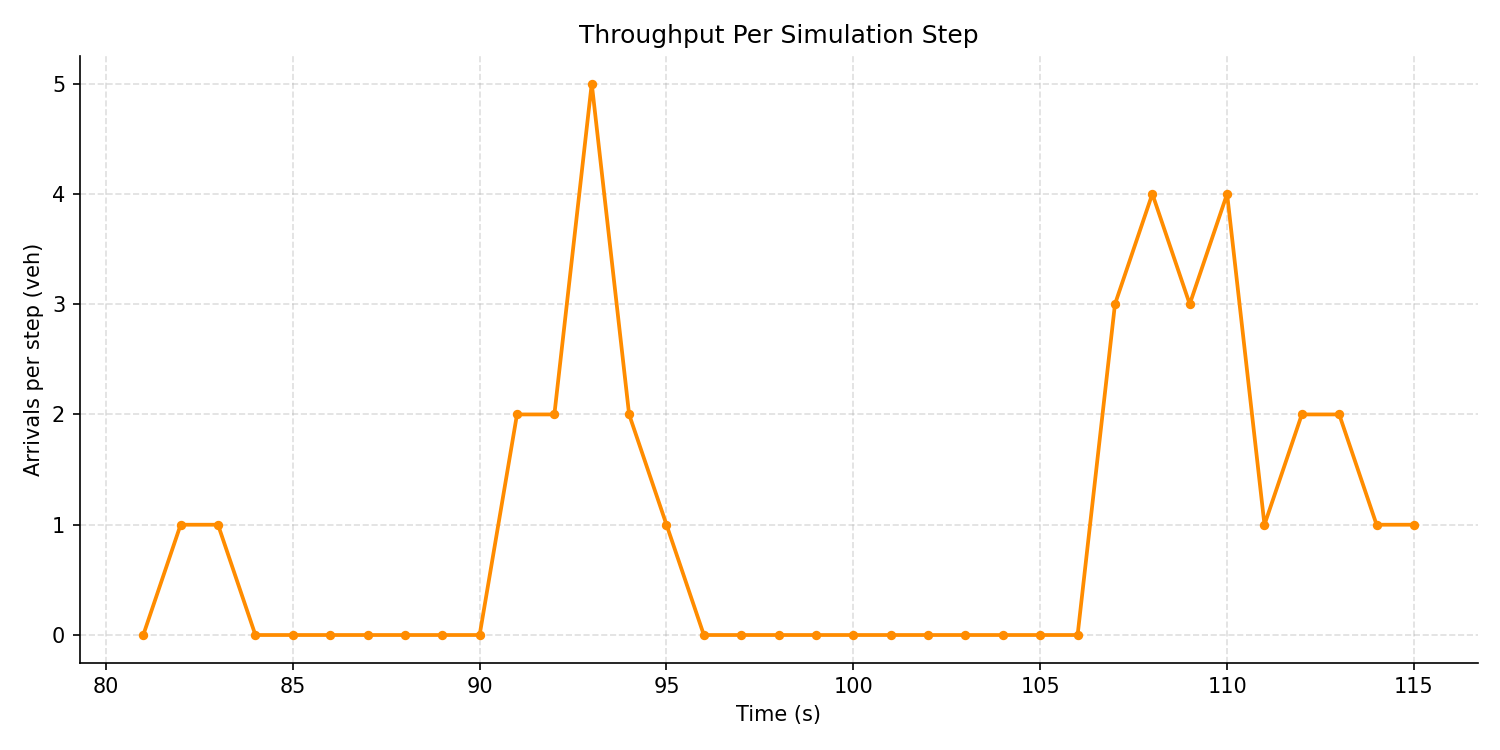 Throughput Per Simulation Step
Arrivals per step (veh)
5
4
3
2
1
0
80 85 90 95 100 105 110 115
Time (s)